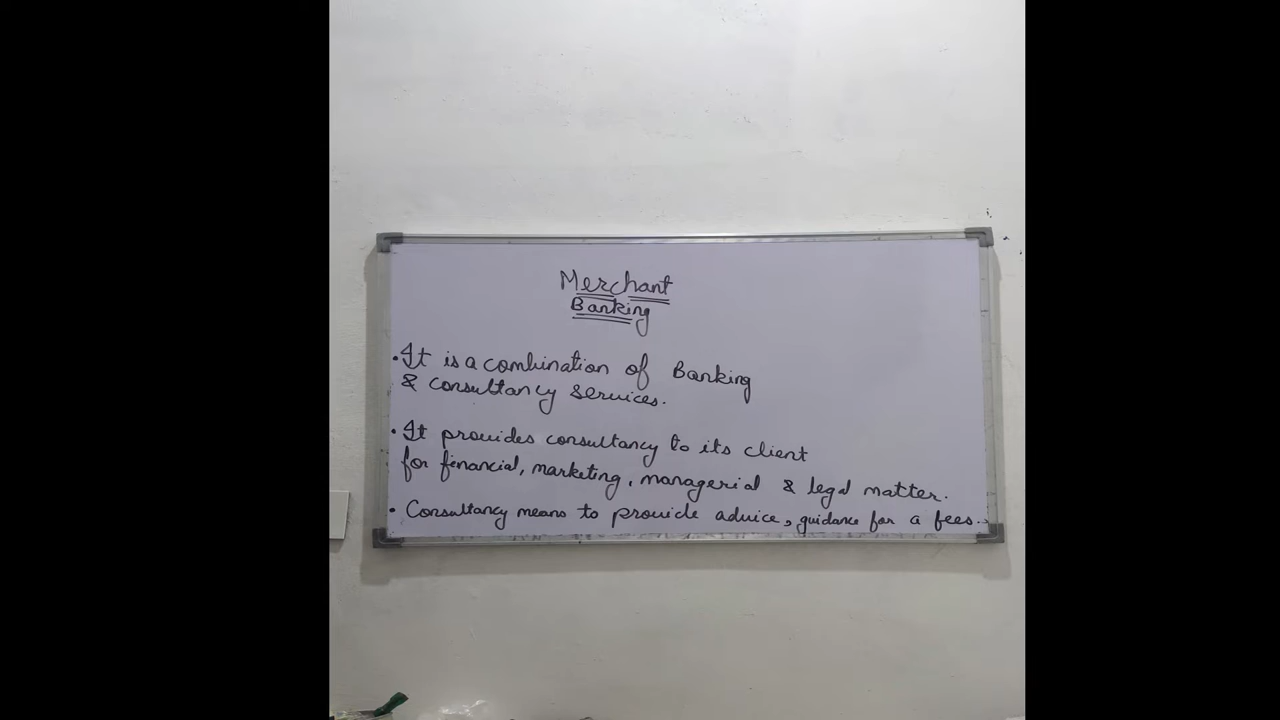 Merchant
Banking
• It is a combination of Banking
& consultancy services.
• It provides consultancy to its client
for financial, marketing, managerial & legal matter.
• Consultancy means to provide advice, guidance for a fees.